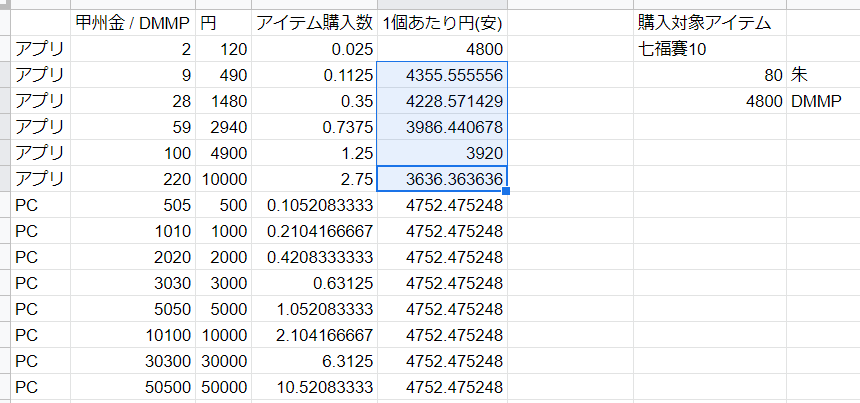 甲州金 / DMMP 円 アイテム購入数 1個あたり円(安) 購入対象アイテム
アプリ 2 120 0.025 4800 七福賽10
アプリ 9 490 0.1125 4355.555556 80 朱
アプリ 28 1480 0.35 4228.571429 4800 DMMP
アプリ 59 2940 0.7375 3986.440678
アプリ 100 4900 1.25 3920
アプリ 220 10000 2.75 3636.363636
PC 505 500 0.1052083333 4752.475248
PC 1010 1000 0.2104166667 4752.475248
PC 2020 2000 0.4208333333 4752.475248
PC 3030 3000 0.63125 4752.475248
PC 5050 5000 1.052083333 4752.475248
PC 10100 10000 2.104166667 4752.475248
PC 30300 30000 6.3125 4752.475248
PC 50500 50000 10.52083333 4752.475248